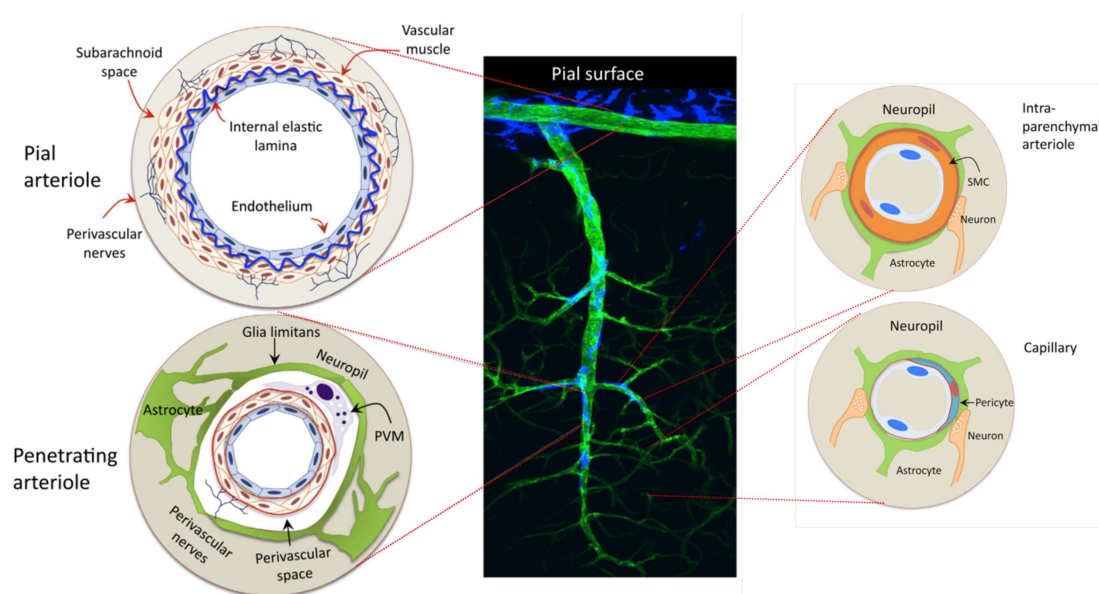 Pial
arteriole
Subarachnoid
space
Vascular
muscle
Internal elastic
lamina
Endothelium
Perivascular
nerves
Penetrating
arteriole
Glia limitans
Neuropil
Astrocyte
PVM
Perivascular
nerves
Perivascular
space
Pial surface
Neuropil
Intra-
parenchymal
arteriole
SMC
Neuron
Astrocyte
Neuropil
Capillary
Pericyte
Neuron
Astrocyte